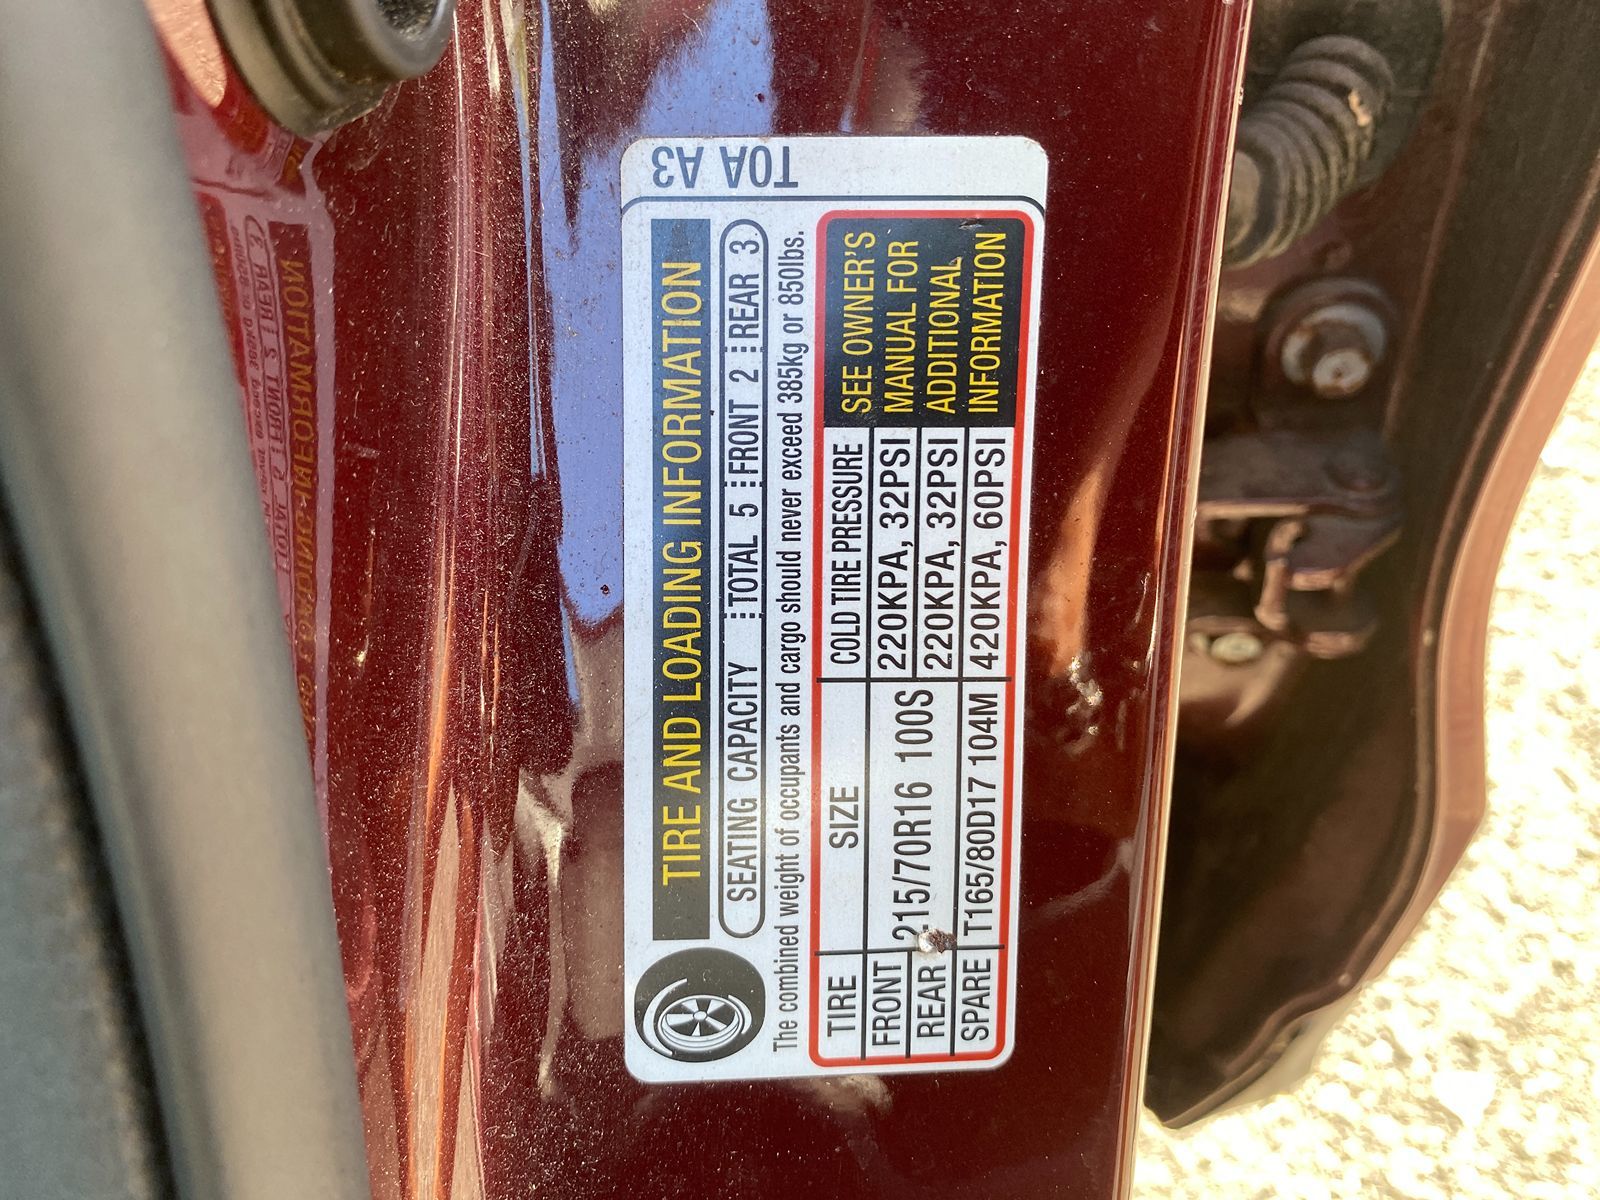 T0A A3
TIRE AND LOADING INFORMATION
SEATING CAPACITY TOTAL 5 FRONT 2 REAR 3
The combined weight of occupants and cargo should never exceed 385kg or 850lbs.
TIRE SIZE COLD TIRE PRESSURE
FRONT 215/70R16 100S 220KPA, 32PSI
REAR 220KPA, 32PSI
SPARE T165/80D17 104M 420KPA, 60PSI
SEE OWNER'S
MANUAL FOR
ADDITIONAL
INFORMATION